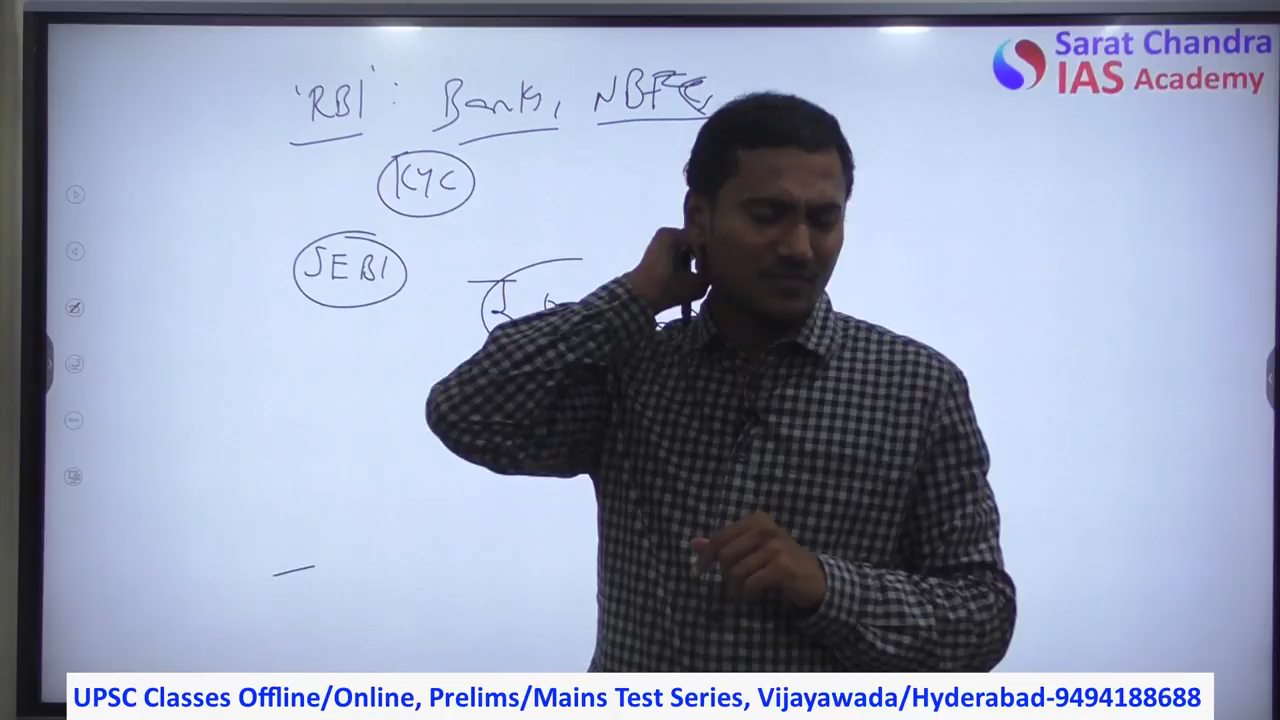 Sarat Chandra
IAS Academy
'RBI' : Banks, NBFC,
KYC
SEBI
UPSC Classes Offline/Online, Prelims/Mains Test Series, Vijayawada/Hyderabad-9494188688